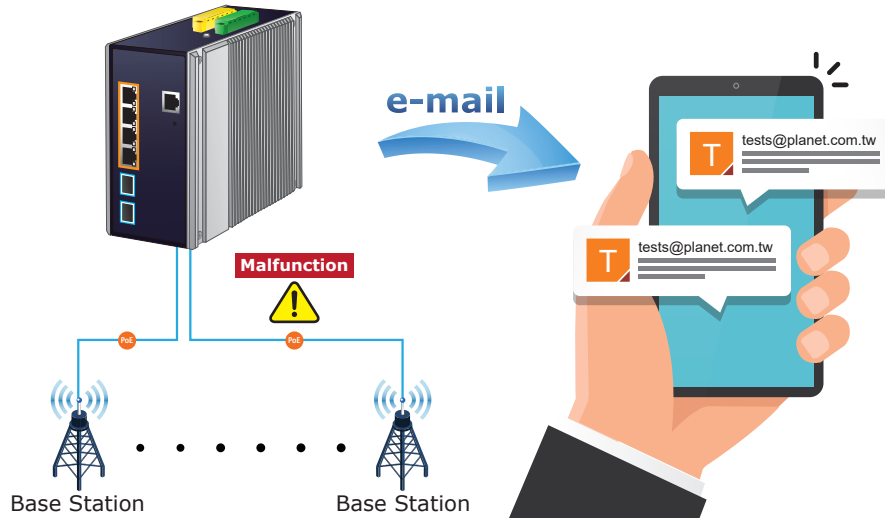 e-mail
T
tests@planet.com.tw
T
tests@planet.com.tw
Malfunction
PoE
PoE
Base Station
Base Station